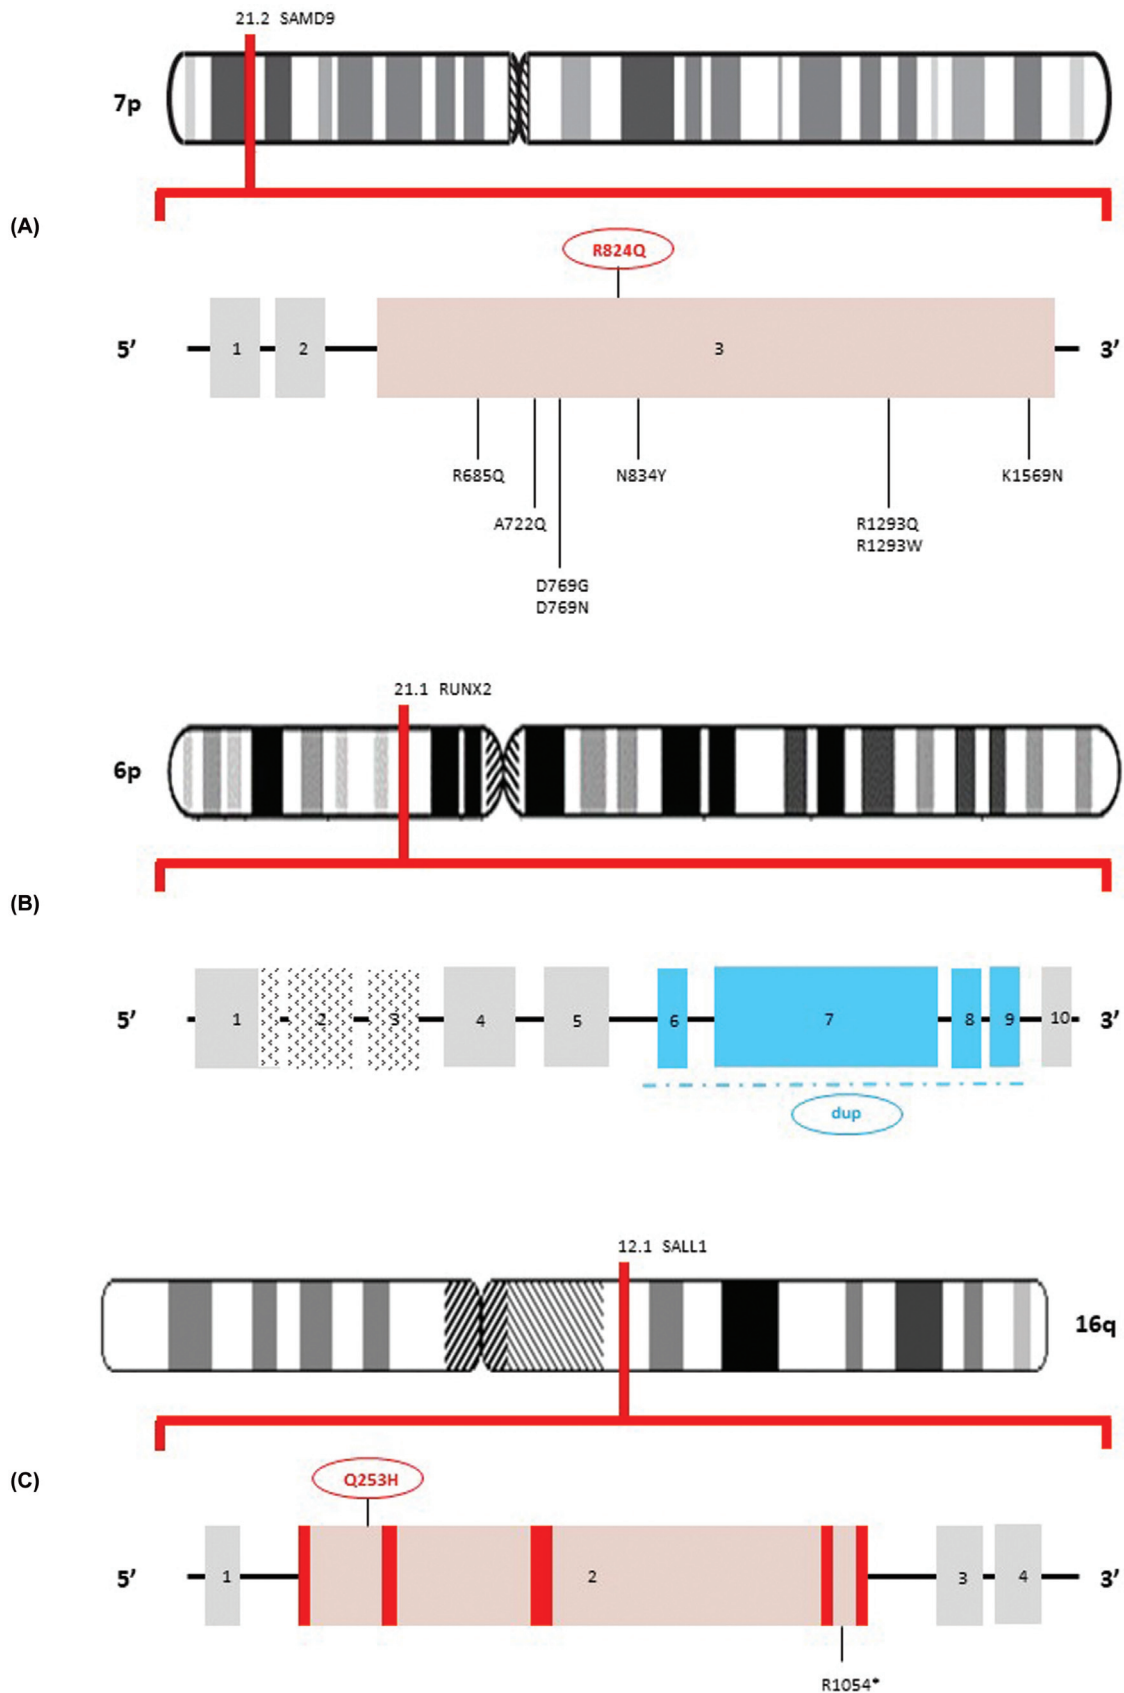 21.2 SAMD9
7p
(A)
R824Q
5’
1
2
3
3’
R685Q
N834Y
K1569N
A722Q
R1293Q
R1293W
D769G
D769N
21.1 RUNX2
6p
(B)
5’
1
2
3
4
5
6
7
8
9
10
3’
dup
12.1 SALL1
16q
(C)
Q253H
5’
1
2
3
4
3’
R1054*